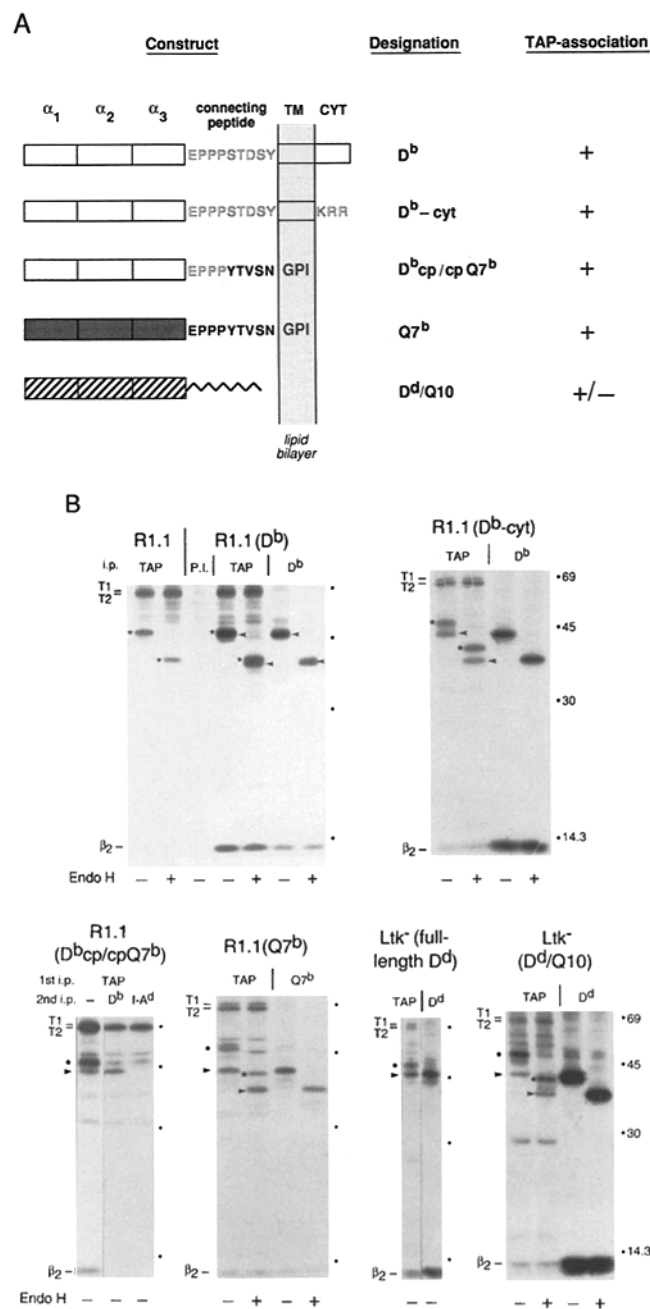 A
Construct Designation TAP-association
α1 α2 α3 connecting peptide TM CYT
EPPPSTDSY Dᵇ +
EPPPSTDSY KRR Dᵇ-cyt +
EPPPYTVSN GPI Dᵇcp/cp Q7ᵇ +
EPPPYTVSN GPI Q7ᵇ +
Dᵈ/Q10 +/−
lipid bilayer
B
R1.1 R1.1(Dᵇ)
i.p. TAP P.I. TAP Dᵇ
T1
T2
β2 –
Endo H – + – – + – +
R1.1(Dᵇ-cyt)
TAP Dᵇ
T1
T2
•69
•45
•30
•14.3
β2 –
– + – +
R1.1
(Dᵇcp/cpQ7ᵇ)
1st i.p. TAP
2nd i.p. – Dᵇ I-Aᵈ
T1
T2
β2 –
Endo H – – –
R1.1(Q7ᵇ)
TAP Q7ᵇ
T1
T2
β2 –
– + – +
Ltk⁻ (full-
length Dᵈ)
TAP Dᵈ
T1
T2
β2 –
– –
Ltk⁻
(Dᵈ/Q10)
TAP Dᵈ
T1
T2
•69
•45
•30
•14.3
β2 –
– + – +